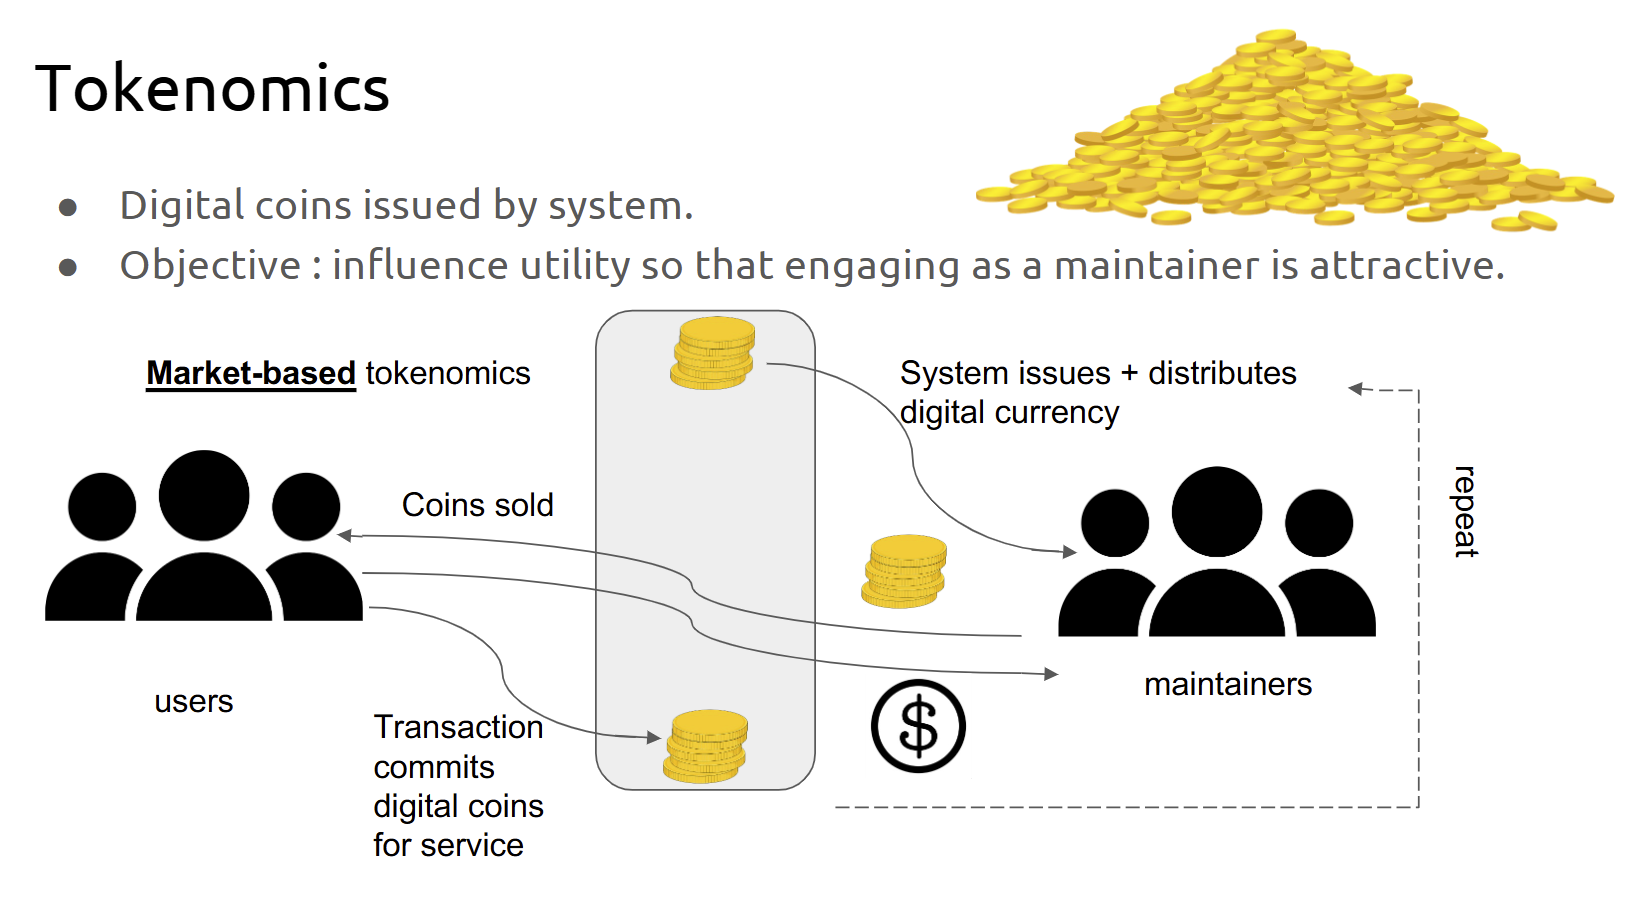 Tokenomics
● Digital coins issued by system.
● Objective : influence utility so that engaging as a maintainer is attractive.
Market-based tokenomics
System issues + distributes
digital currency
Coins sold
repeat
users
maintainers
Transaction
commits
digital coins
for service
$